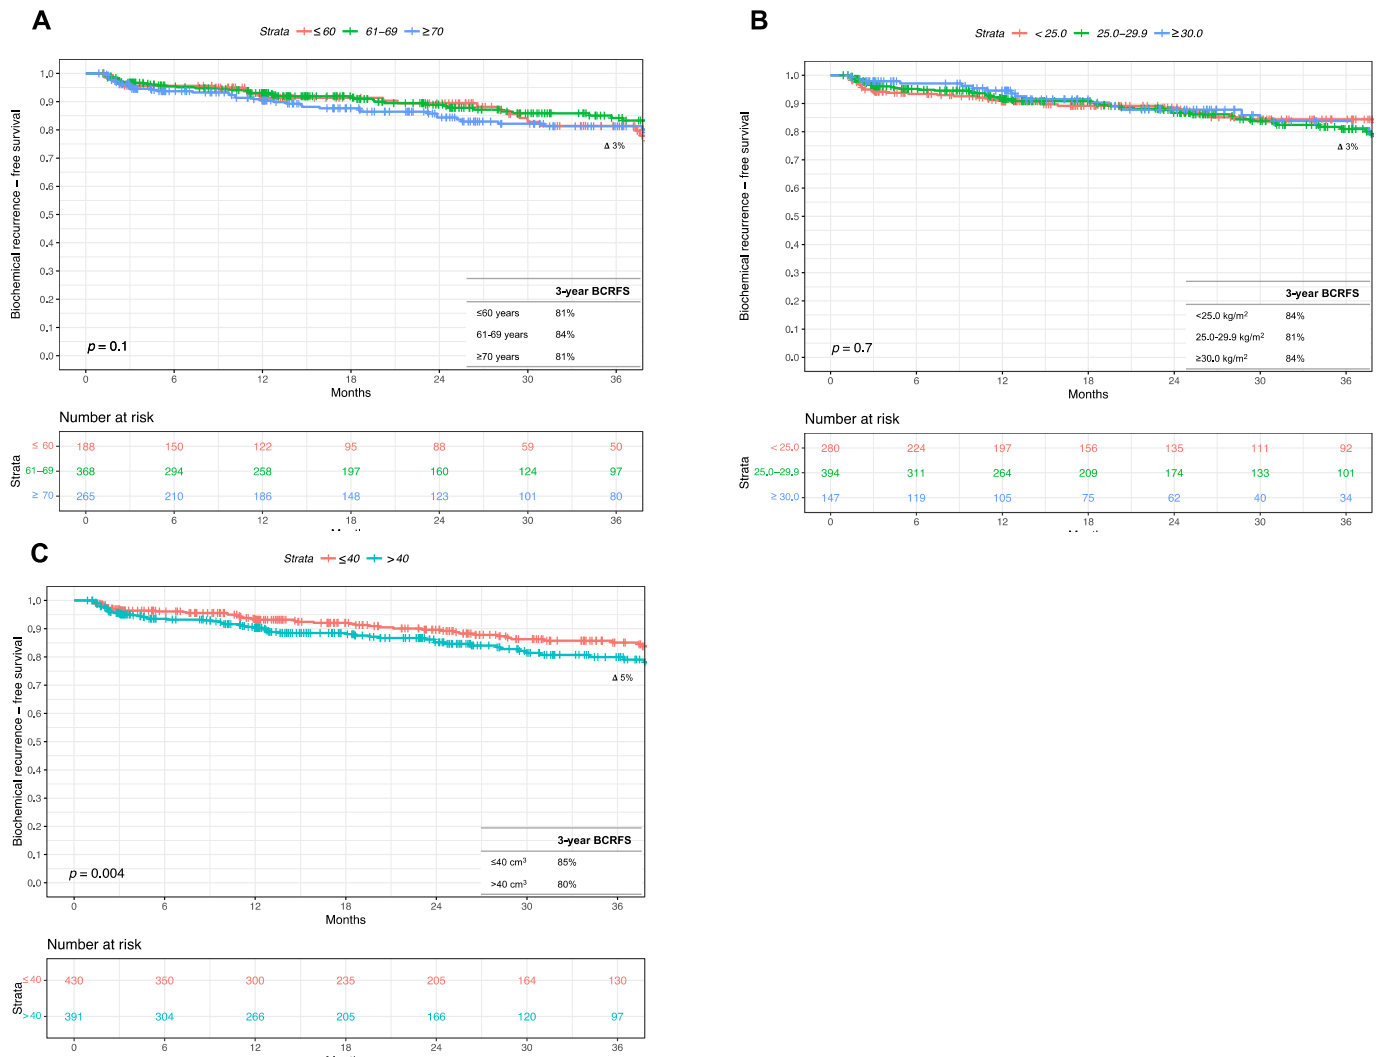 A
Strata ≤ 60 61–69 ≥ 70
Biochemical recurrence – free survival
1.0
0.9
0.8
0.7
0.6
0.5
0.4
0.3
0.2
0.1
0.0
Δ 3%
p = 0.1
3-year BCRFS
≤60 years 81%
61-69 years 84%
≥70 years 81%
0 6 12 18 24 30 36
Months
Number at risk
Strata
≤ 60 188 150 122 95 88 59 50
61–69 368 294 258 197 160 124 97
≥ 70 265 210 186 148 123 101 80
0 6 12 18 24 30 36
Months
B
Strata < 25.0 25.0–29.9 ≥ 30.0
Biochemical recurrence – free survival
1.0
0.9
0.8
0.7
0.6
0.5
0.4
0.3
0.2
0.1
0.0
Δ 3%
p = 0.7
3-year BCRFS
<25.0 kg/m² 84%
25.0-29.9 kg/m² 81%
≥30.0 kg/m² 84%
0 6 12 18 24 30 36
Months
Number at risk
Strata
< 25.0 280 224 197 156 135 111 92
25.0–29.9 394 311 264 209 174 133 101
≥ 30.0 147 119 105 75 62 40 34
0 6 12 18 24 30 36
Months
C
Strata ≤ 40 > 40
Biochemical recurrence – free survival
1.0
0.9
0.8
0.7
0.6
0.5
0.4
0.3
0.2
0.1
0.0
Δ 5%
p = 0.004
3-year BCRFS
≤40 cm³ 85%
>40 cm³ 80%
0 6 12 18 24 30 36
Months
Number at risk
Strata
≤ 40 430 350 300 235 205 164 130
> 40 391 304 266 205 166 120 97
0 6 12 18 24 30 36
Months